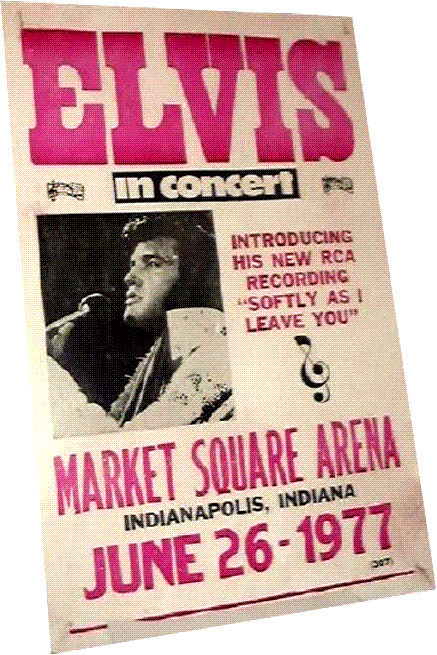 ELVIS
in concert
INTRODUCING
HIS NEW RCA
RECORDING
"SOFTLY AS I
LEAVE YOU"
MARKET SQUARE ARENA
INDIANAPOLIS, INDIANA
JUNE 26-1977